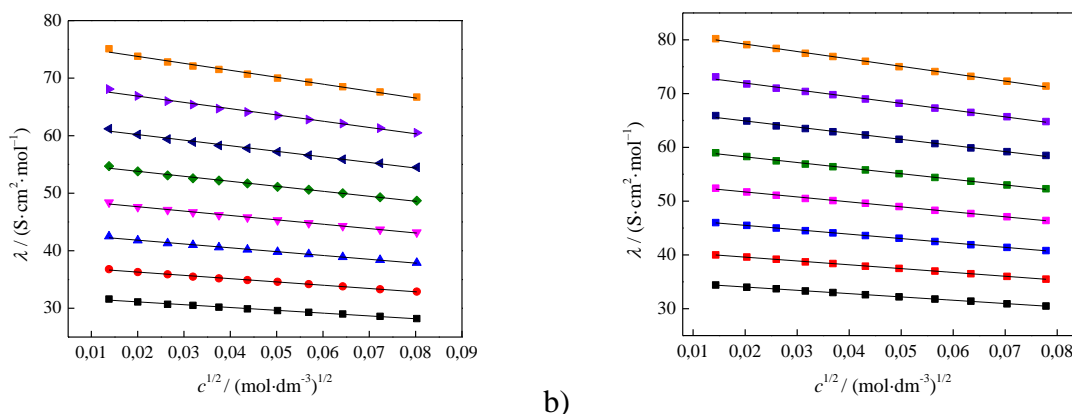 80
70
60
50
40
30
λ / (S·cm²·mol⁻¹)
0,01 0,02 0,03 0,04 0,05 0,06 0,07 0,08 0,09
c^1/2 / (mol·dm^-3)^1/2
b)
80
70
60
50
40
30
λ / (S·cm²·mol⁻¹)
0,01 0,02 0,03 0,04 0,05 0,06 0,07 0,08
c^1/2 / (mol·dm^-3)^1/2